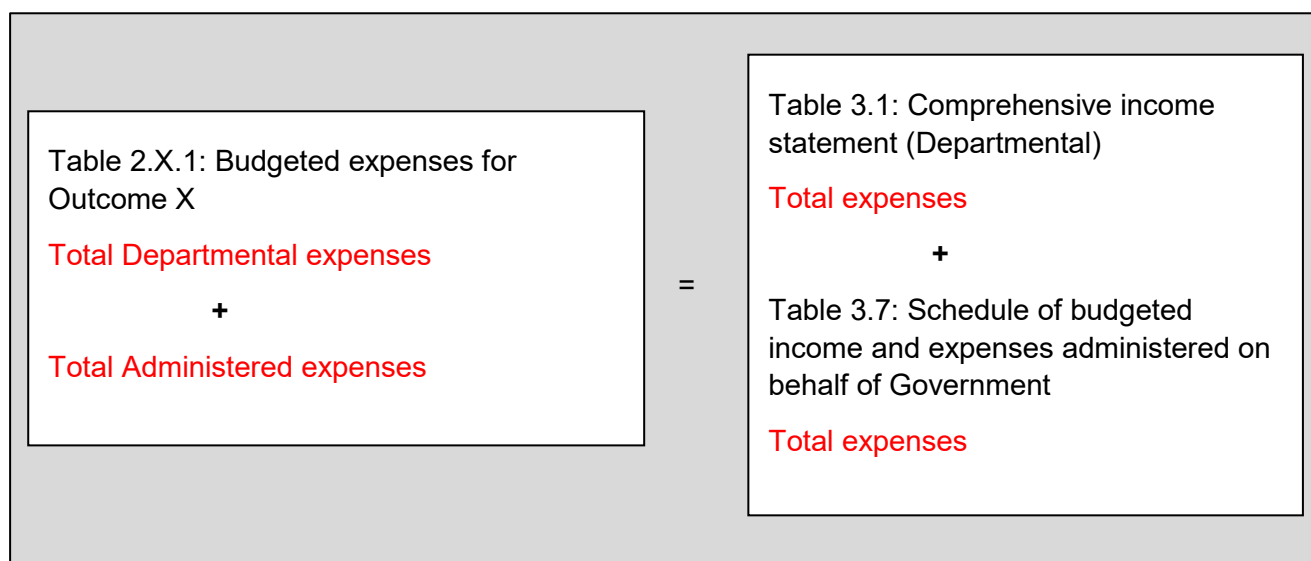 Table 2.X.1: Budgeted expenses for
Outcome X
Total Departmental expenses
+
Total Administered expenses
=
Table 3.1: Comprehensive income
statement (Departmental)
Total expenses
+
Table 3.7: Schedule of budgeted
income and expenses administered on
behalf of Government
Total expenses